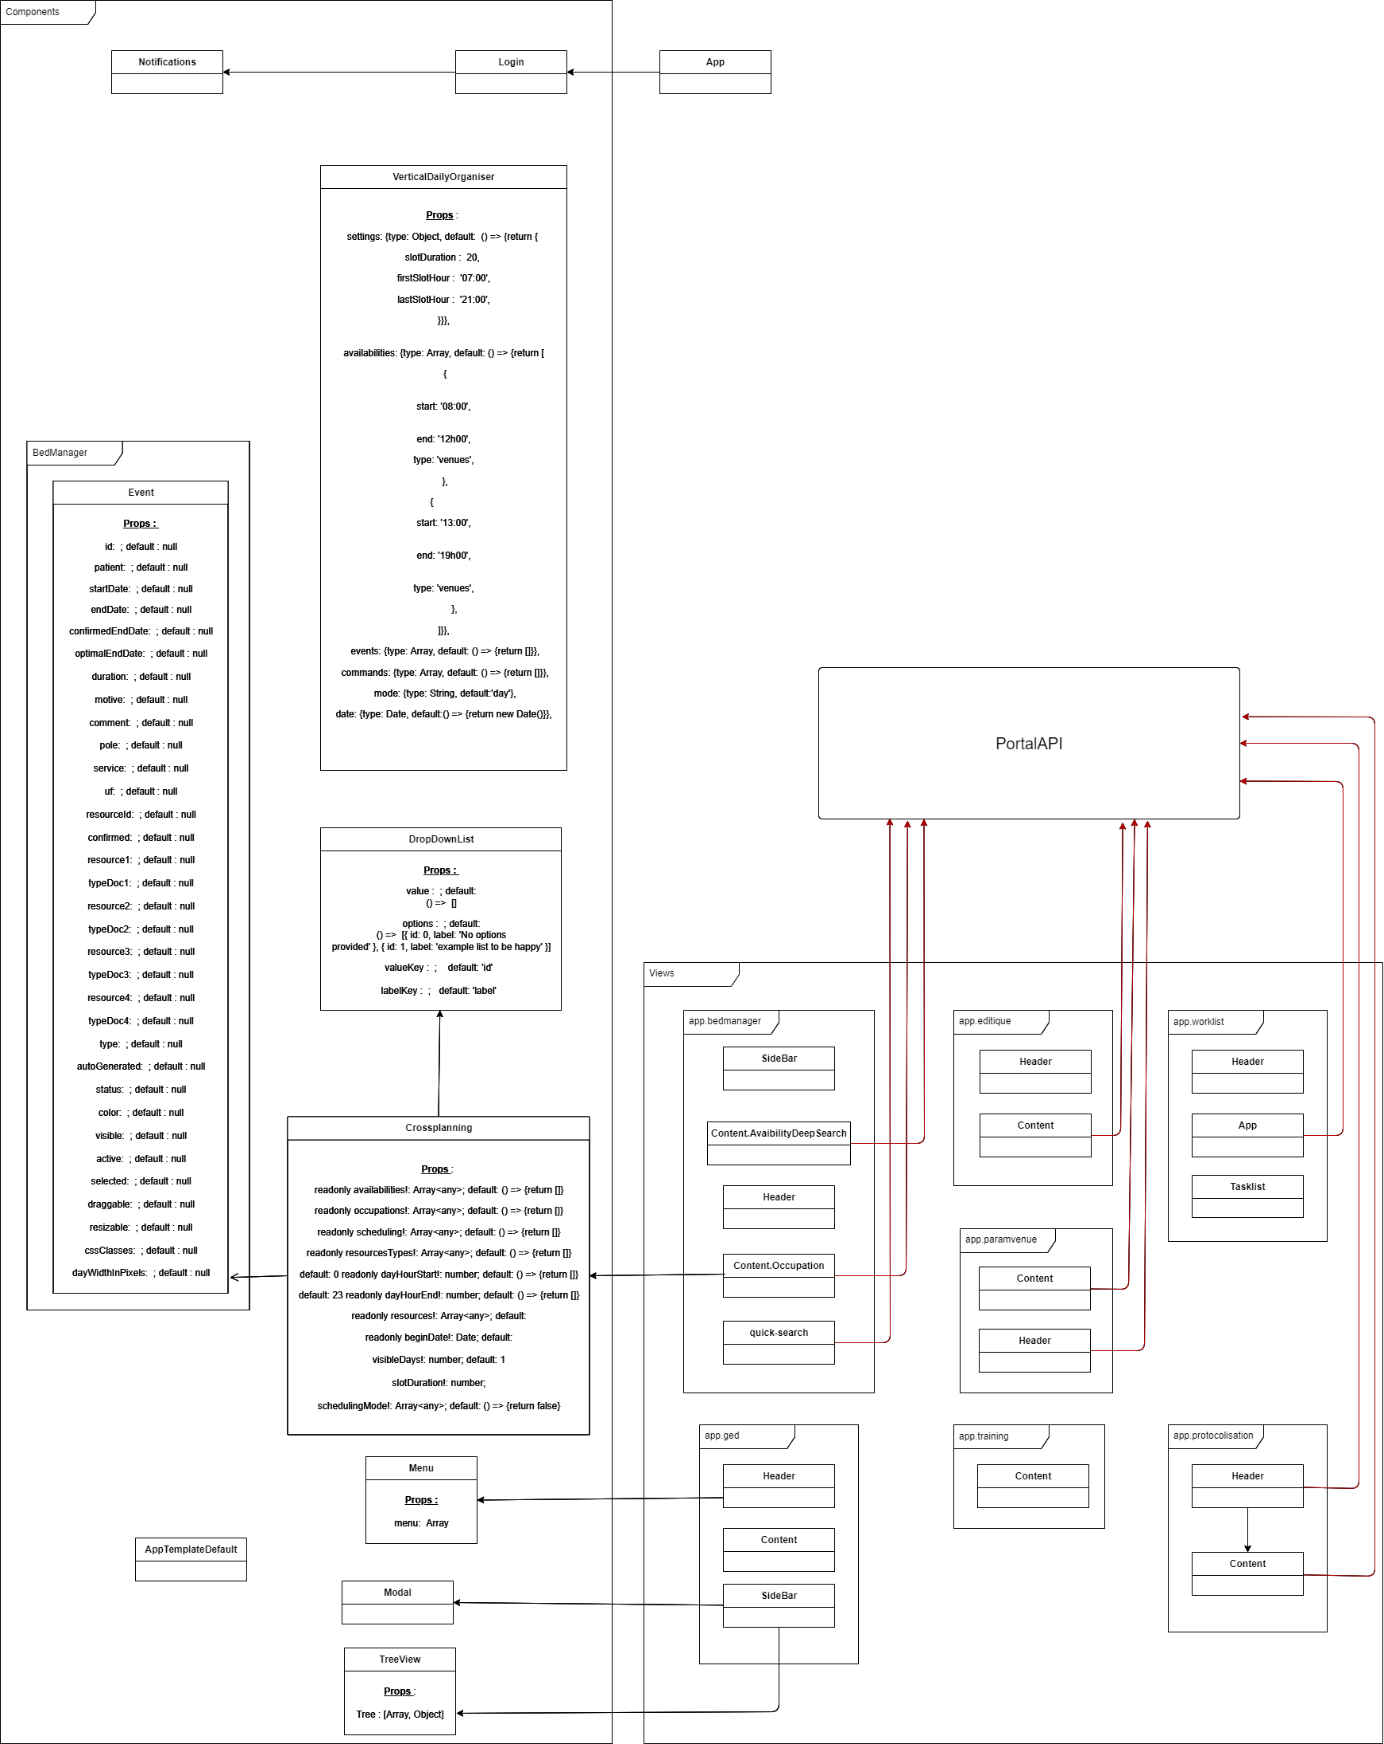 Components
Notifications
Login
App
VerticalDailyOrganiser
Props :
settings: {type: Object, default:  () => {return {
slotDuration :  20,
firstSlotHour :  '07:00',
lastSlotHour :  '21:00',
}}},
availabilities: {type: Array, default: () => {return [
{
start: '08:00',
end: '12h00',
type: 'venues',
},
{
start: '13:00',
end: '19h00',
type: 'venues',
},
]}},
events: {type: Array, default: () => {return []}},
commands: {type: Array, default: () => {return []}},
mode: {type: String, default:'day'},
date: {type: Date, default:() => {return new Date()}},
BedManager
Event
Props :
id:  ; default : null
patient:  ; default : null
startDate:  ; default : null
endDate:  ; default : null
confirmedEndDate:  ; default : null
optimalEndDate:  ; default : null
duration:  ; default : null
motive:  ; default : null
comment:  ; default : null
pole:  ; default : null
service:  ; default : null
uf:  ; default : null
resourceId:  ; default : null
confirmed:  ; default : null
resource1:  ; default : null
typeDoc1:  ; default : null
resource2:  ; default : null
typeDoc2:  ; default : null
resource3:  ; default : null
typeDoc3:  ; default : null
resource4:  ; default : null
typeDoc4:  ; default : null
type:  ; default : null
autoGenerated:  ; default : null
status:  ; default : null
color:  ; default : null
visible:  ; default : null
active:  ; default : null
selected:  ; default : null
draggable:  ; default : null
resizable:  ; default : null
cssClasses:  ; default : null
dayWidthInPixels:  ; default : null
DropDownList
Props :
value :  ; default:
() =>  []
options :  ; default:
() =>  [{ id: 0, label: 'No options
provided' }, { id: 1, label: 'example list to be happy' }]
valueKey :  ;   default: 'id'
labelKey :  ;   default: 'label'
Crossplanning
Props :
readonly availabilities!: Array<any>; default: () => {return []}
readonly occupations!: Array<any>; default: () => {return []}
readonly scheduling!: Array<any>; default: () => {return []}
readonly resourcesTypes!: Array<any>; default: () => {return []}
default: 0 readonly dayHourStart!: number; default: () => {return []}
default: 23 readonly dayHourEnd!: number; default: () => {return []}
readonly resources!: Array<any>; default:
readonly beginDate!: Date; default:
visibleDays!: number; default: 1
slotDuration!: number;
schedulingMode!: Array<any>; default: () => {return false}
Menu
Props :
menu:  Array
AppTemplateDefault
Modal
TreeView
Props :
Tree : [Array, Object]
PortalAPI
Views
app.bedmanager
SideBar
Content.AvaibilityDeepSearch
Header
Content.Occupation
quick-search
app.editique
Header
Content
app.worklist
Header
App
Tasklist
app.paramvenue
Content
Header
app.ged
Header
Content
SideBar
app.training
Content
app.protocolisation
Header
Content